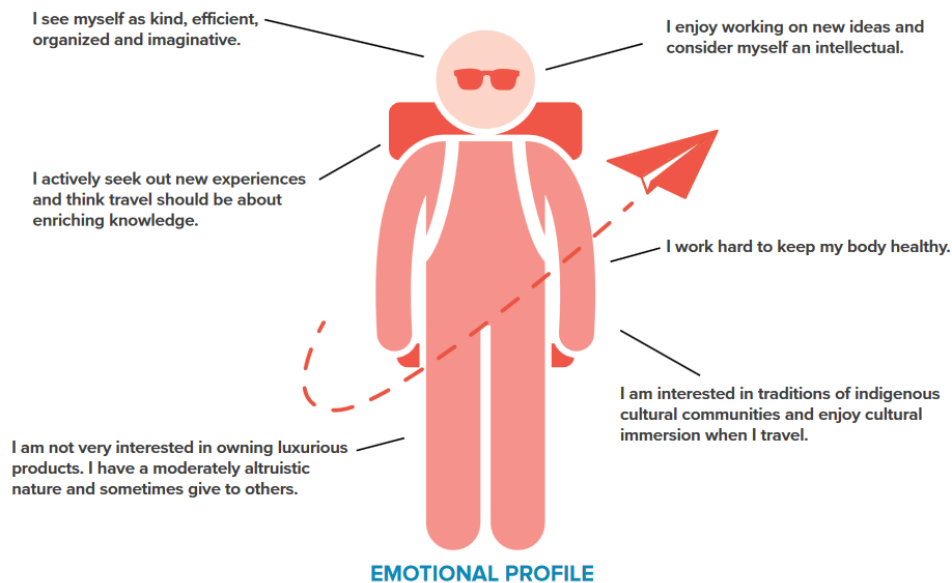 I see myself as kind, efficient,
organized and imaginative.
I enjoy working on new ideas and
consider myself an intellectual.
I actively seek out new experiences
and think travel should be about
enriching knowledge.
I work hard to keep my body healthy.
I am interested in traditions of indigenous
cultural communities and enjoy cultural
immersion when I travel.
I am not very interested in owning luxurious
products. I have a moderately altruistic
nature and sometimes give to others.
EMOTIONAL PROFILE